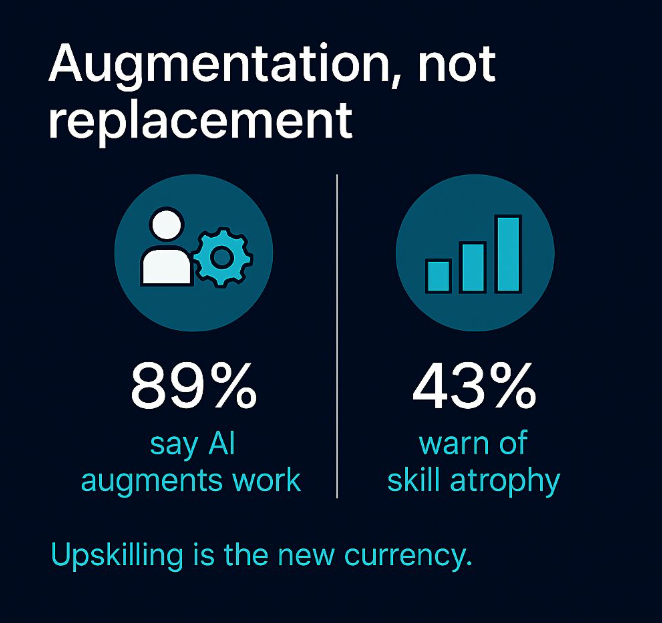 Augmentation, not
replacement
89%
say AI
augments work
43%
warn of
skill atrophy
Upskilling is the new currency.